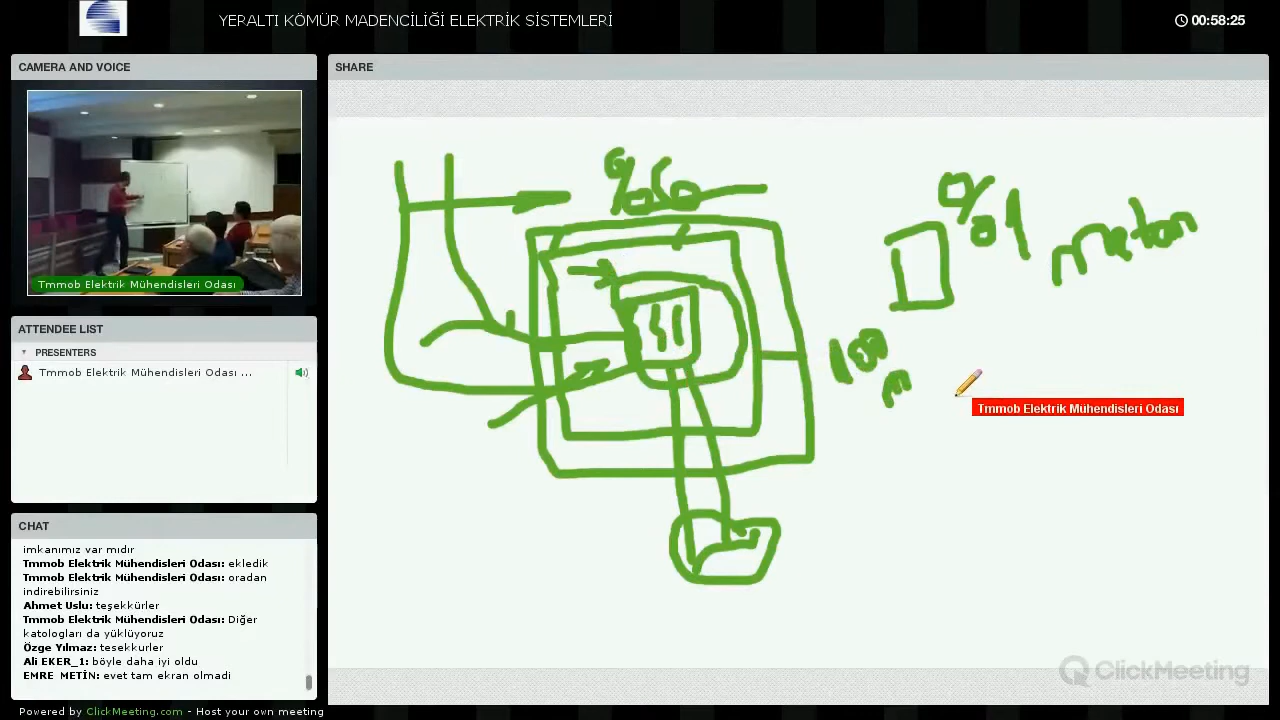 YERALTI KÖMÜR MADENCİLİĞİ ELEKTRİK SİSTEMLERİ
00:58:25
CAMERA AND VOICE
Tmmob Elektrik Mühendisleri Odası
ATTENDEE LIST
PRESENTERS
Tmmob Elektrik Mühendisleri Odası ...
CHAT
imkanımız var mıdır
Tmmob Elektrik Mühendisleri Odası: ekledik
Tmmob Elektrik Mühendisleri Odası: oradan
indirebilirsiniz
Ahmet Uslu: teşekkürler
Tmmob Elektrik Mühendisleri Odası: Diğer
katologları da yüklüyoruz
Özge Yılmaz: tesekkurler
Ali EKER_1: böyle daha iyi oldu
EMRE METİN: evet tam ekran olmadi
Powered by ClickMeeting.com - Host your own meeting
SHARE
%1
metan
100
m
Tmmob Elektrik Mühendisleri Odası
ClickMeeting